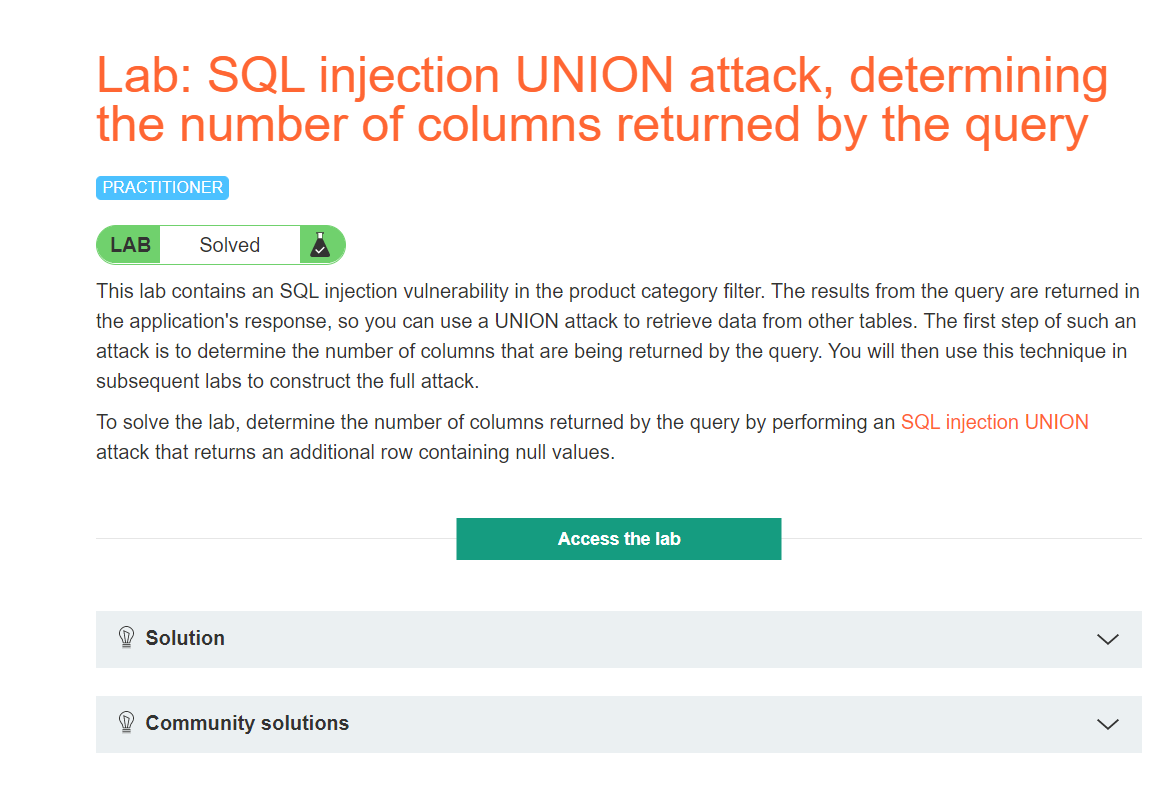 Lab: SQL injection UNION attack, determining
the number of columns returned by the query
PRACTITIONER
LAB Solved
This lab contains an SQL injection vulnerability in the product category filter. The results from the query are returned in
the application's response, so you can use a UNION attack to retrieve data from other tables. The first step of such an
attack is to determine the number of columns that are being returned by the query. You will then use this technique in
subsequent labs to construct the full attack.
To solve the lab, determine the number of columns returned by the query by performing an SQL injection UNION
attack that returns an additional row containing null values.
Access the lab
Solution
Community solutions